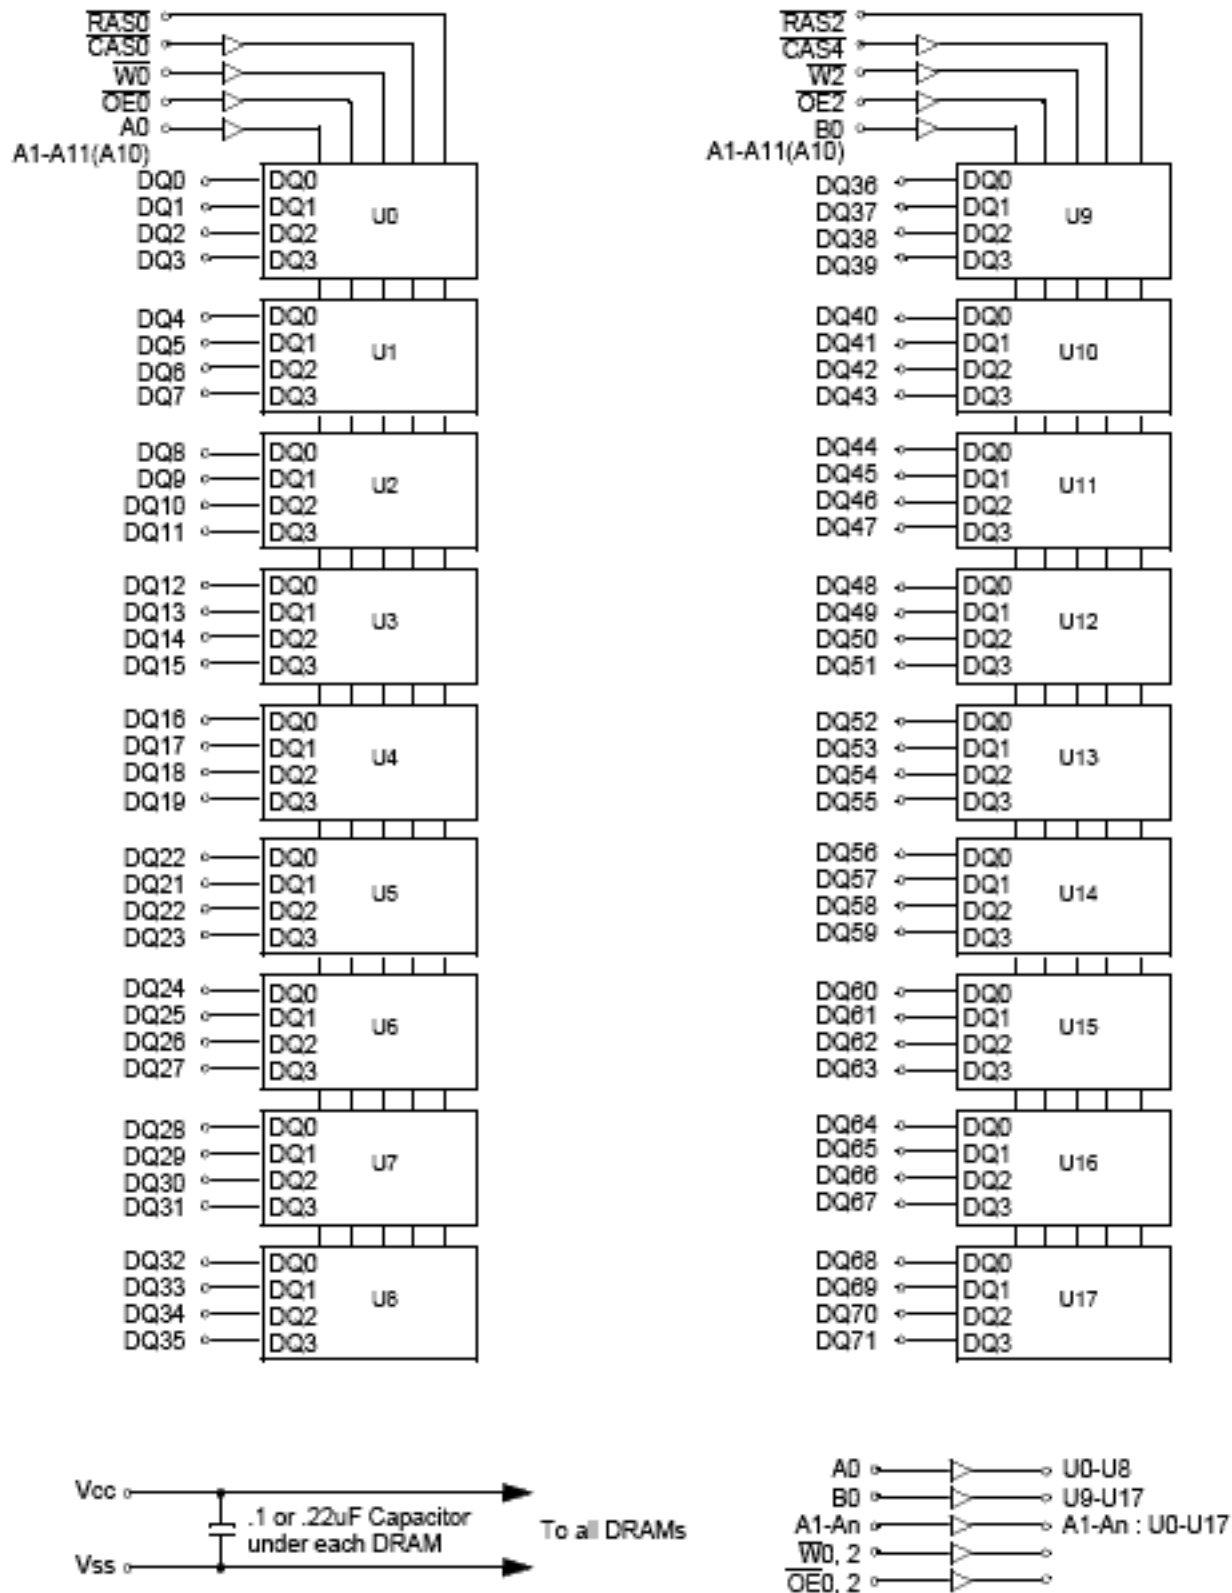 RAS0
CAS0
W0
OE0
A0
A1-A11(A10)
DQ0 DQ0
DQ1 DQ1 U0
DQ2 DQ2
DQ3 DQ3
DQ4 DQ0
DQ5 DQ1 U1
DQ6 DQ2
DQ7 DQ3
DQ8 DQ0
DQ9 DQ1 U2
DQ10 DQ2
DQ11 DQ3
DQ12 DQ0
DQ13 DQ1 U3
DQ14 DQ2
DQ15 DQ3
DQ16 DQ0
DQ17 DQ1 U4
DQ18 DQ2
DQ19 DQ3
DQ22 DQ0
DQ21 DQ1 U5
DQ22 DQ2
DQ23 DQ3
DQ24 DQ0
DQ25 DQ1 U6
DQ26 DQ2
DQ27 DQ3
DQ28 DQ0
DQ29 DQ1 U7
DQ30 DQ2
DQ31 DQ3
DQ32 DQ0
DQ33 DQ1 U8
DQ34 DQ2
DQ35 DQ3
RAS2
CAS4
W2
OE2
B0
A1-A11(A10)
DQ36 DQ0
DQ37 DQ1 U9
DQ38 DQ2
DQ39 DQ3
DQ40 DQ0
DQ41 DQ1 U10
DQ42 DQ2
DQ43 DQ3
DQ44 DQ0
DQ45 DQ1 U11
DQ46 DQ2
DQ47 DQ3
DQ48 DQ0
DQ49 DQ1 U12
DQ50 DQ2
DQ51 DQ3
DQ52 DQ0
DQ53 DQ1 U13
DQ54 DQ2
DQ55 DQ3
DQ56 DQ0
DQ57 DQ1 U14
DQ58 DQ2
DQ59 DQ3
DQ60 DQ0
DQ61 DQ1 U15
DQ62 DQ2
DQ63 DQ3
DQ64 DQ0
DQ65 DQ1 U16
DQ66 DQ2
DQ67 DQ3
DQ68 DQ0
DQ69 DQ1 U17
DQ70 DQ2
DQ71 DQ3
Vcc
.1 or .22uF Capacitor
under each DRAM
To all DRAMs
Vss
A0 U0-U8
B0 U9-U17
A1-An A1-An : U0-U17
W0, 2
OE0, 2